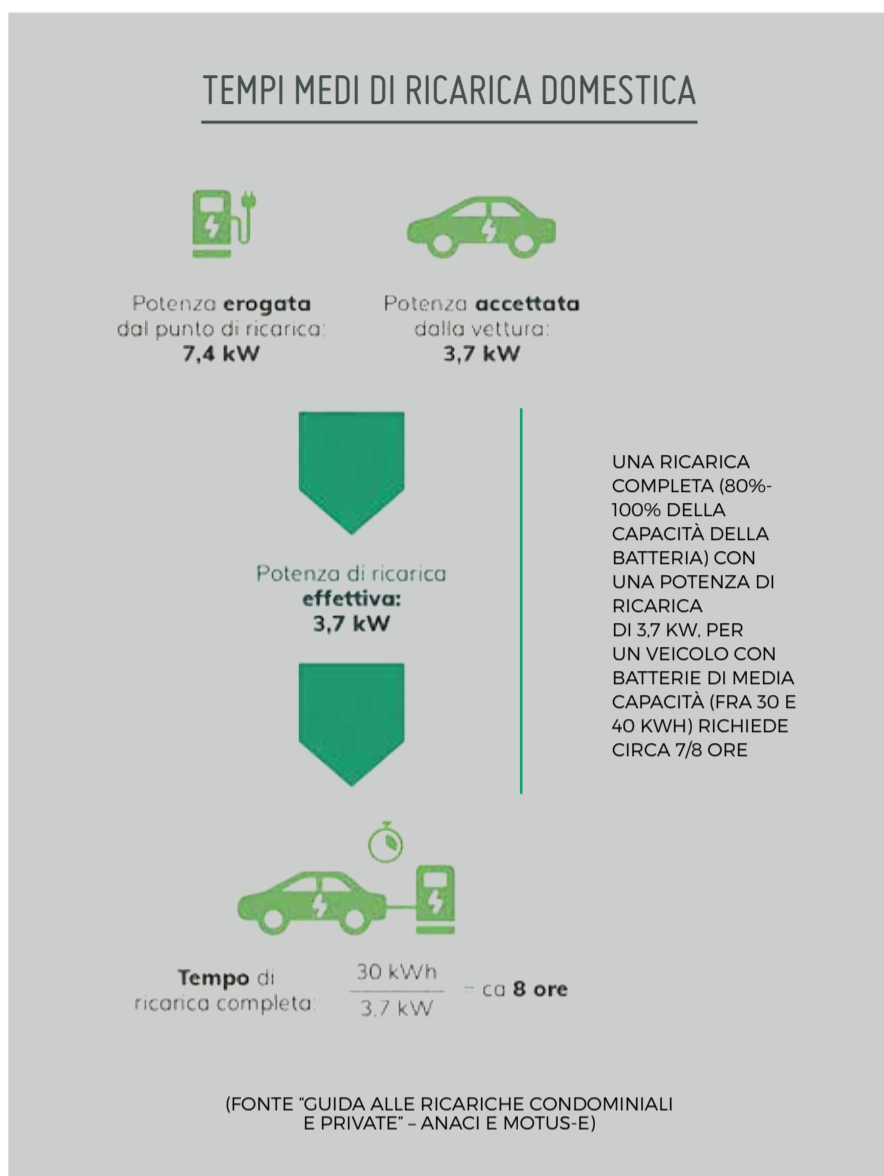 TEMPI MEDI DI RICARICA DOMESTICA
Potenza erogata
dal punto di ricarica:
7,4 kW
Potenza accettata
dalla vettura:
3,7 kW
Potenza di ricarica
effettiva:
3,7 kW
UNA RICARICA
COMPLETA (80%-
100% DELLA
CAPACITÀ DELLA
BATTERIA) CON
UNA POTENZA DI
RICARICA
DI 3,7 KW, PER
UN VEICOLO CON
BATTERIE DI MEDIA
CAPACITÀ (FRA 30 E
40 KWH) RICHIEDE
CIRCA 7/8 ORE
Tempo di
ricarica completa:
30 kWh
3,7 kW
= ca 8 ore
(FONTE “GUIDA ALLE RICARICHE CONDOMINIALI
E PRIVATE” – ANACI E MOTUS-E)